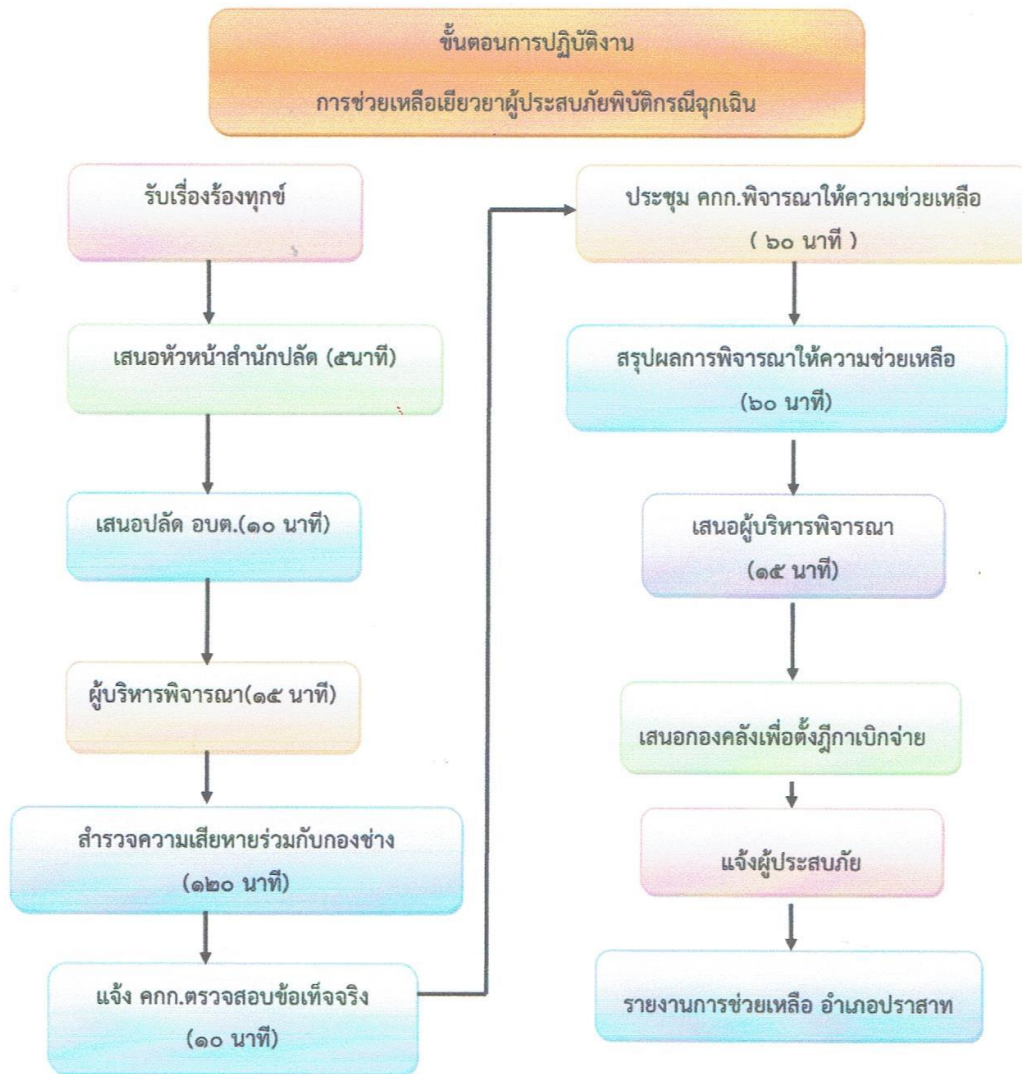 ขั้นตอนการปฏิบัติงาน
การช่วยเหลือเยียวยาผู้ประสบภัยพิบัติกรณีฉุกเฉิน
รับเรื่องร้องทุกข์
เสนอหัวหน้าสำนักปลัด (๕นาที)
เสนอปลัด อบต.(๑๐ นาที)
ผู้บริหารพิจารณา(๑๕ นาที)
สำรวจความเสียหายร่วมกับกองช่าง
(๑๒๐ นาที)
แจ้ง คกก.ตรวจสอบข้อเท็จจริง
(๑๐ นาที)
ประชุม คกก.พิจารณาให้ความช่วยเหลือ
( ๖๐ นาที )
สรุปผลการพิจารณาให้ความช่วยเหลือ
(๖๐ นาที)
เสนอผู้บริหารพิจารณา
(๑๕ นาที)
เสนอกองคลังเพื่อตั้งฎีกาเบิกจ่าย
แจ้งผู้ประสบภัย
รายงานการช่วยเหลือ อำเภอปราสาท